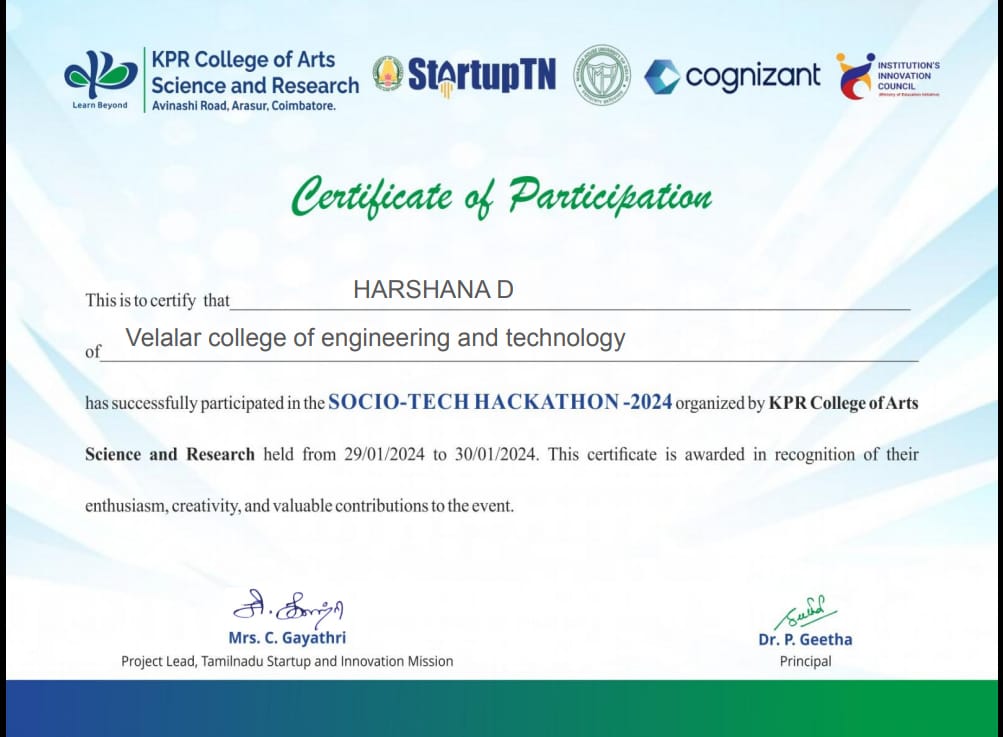 KPR College of Arts
Science and Research
Avinashi Road, Arasur, Coimbatore.
Learn Beyond
StartupTN
cognizant
INSTITUTION'S
INNOVATION
COUNCIL
(Ministry of Education Initiative)
Certificate of Participation
This is to certify that HARSHANA D
of Velalar college of engineering and technology
has successfully participated in the SOCIO-TECH HACKATHON -2024 organized by KPR College of Arts
Science and Research held from 29/01/2024 to 30/01/2024. This certificate is awarded in recognition of their
enthusiasm, creativity, and valuable contributions to the event.
Mrs. C. Gayathri
Project Lead, Tamilnadu Startup and Innovation Mission
Dr. P. Geetha
Principal